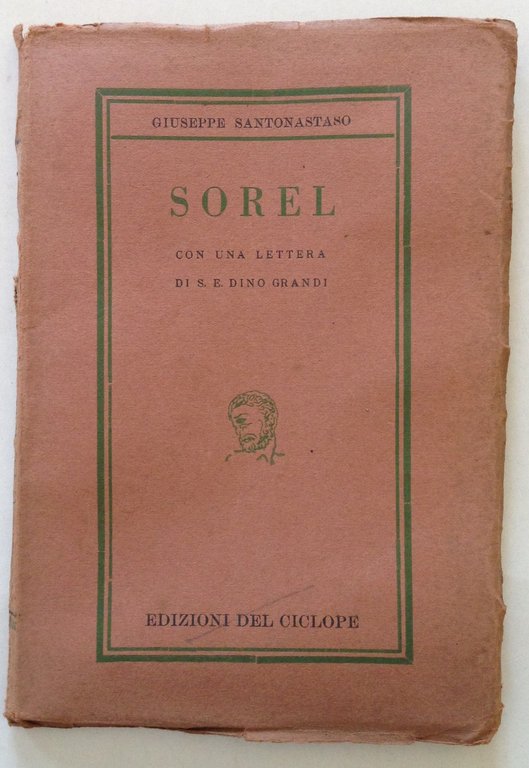 GIUSEPPE SANTONASTASO
SOREL
CON UNA LETTERA
DI S. E. DINO GRANDI
EDIZIONI DEL CICLOPE